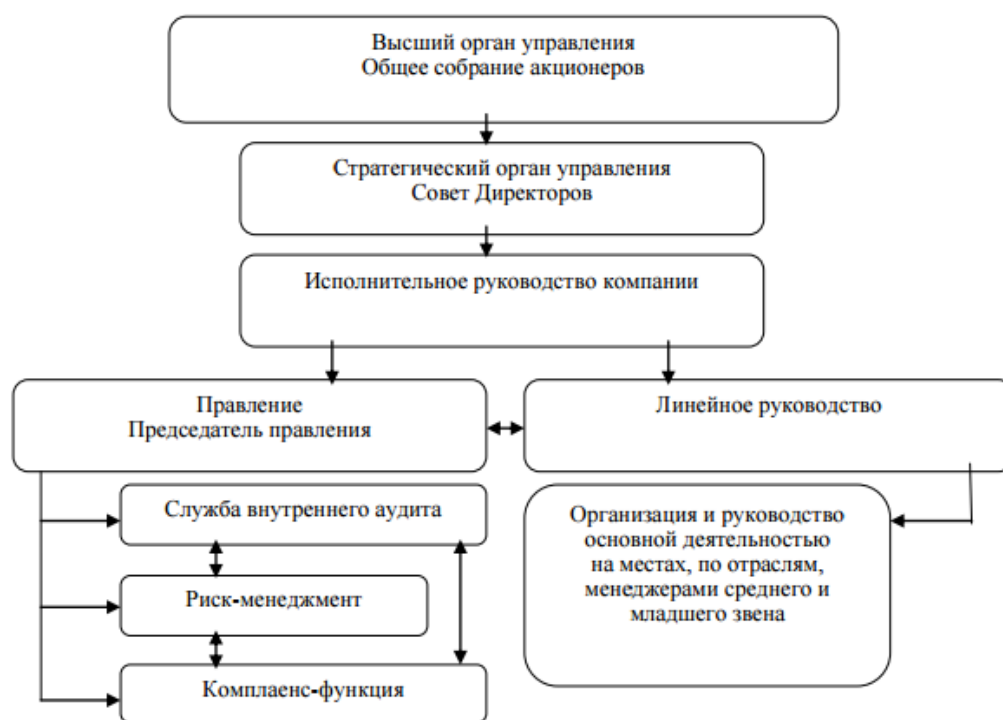 Высший орган управления
Общее собрание акционеров
Стратегический орган управления
Совет Директоров
Исполнительное руководство компании
Правление
Председатель правления
Линейное руководство
Служба внутреннего аудита
Риск-менеджмент
Комплаенс-функция
Организация и руководство
основной деятельностью
на местах, по отраслям,
менеджерами среднего и
младшего звена